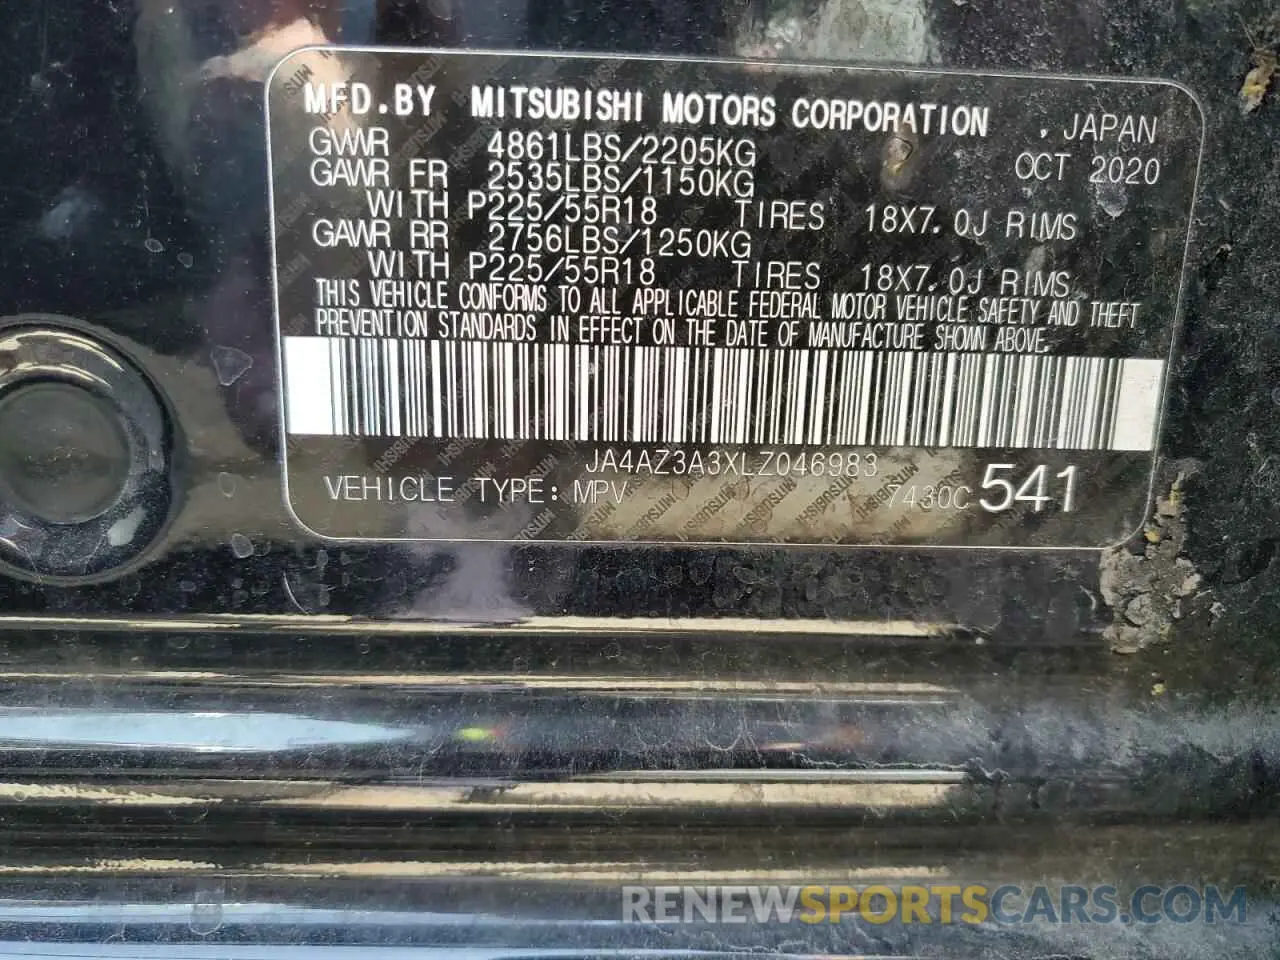 MFD.BY MITSUBISHI MOTORS CORPORATION , JAPAN
GVWR 4861LBS/2205KG OCT 2020
GAWR FR 2535LBS/1150KG
WITH P225/55R18 TIRES 18X7.0J RIMS
GAWR RR 2756LBS/1250KG
WITH P225/55R18 TIRES 18X7.0J RIMS
THIS VEHICLE CONFORMS TO ALL APPLICABLE FEDERAL MOTOR VEHICLE SAFETY AND THEFT
PREVENTION STANDARDS IN EFFECT ON THE DATE OF MANUFACTURE SHOWN ABOVE.
JA4AZ3A3XLZ046983
VEHICLE TYPE: MPV 7430C 541
RENEWSPORTSCARS.COM